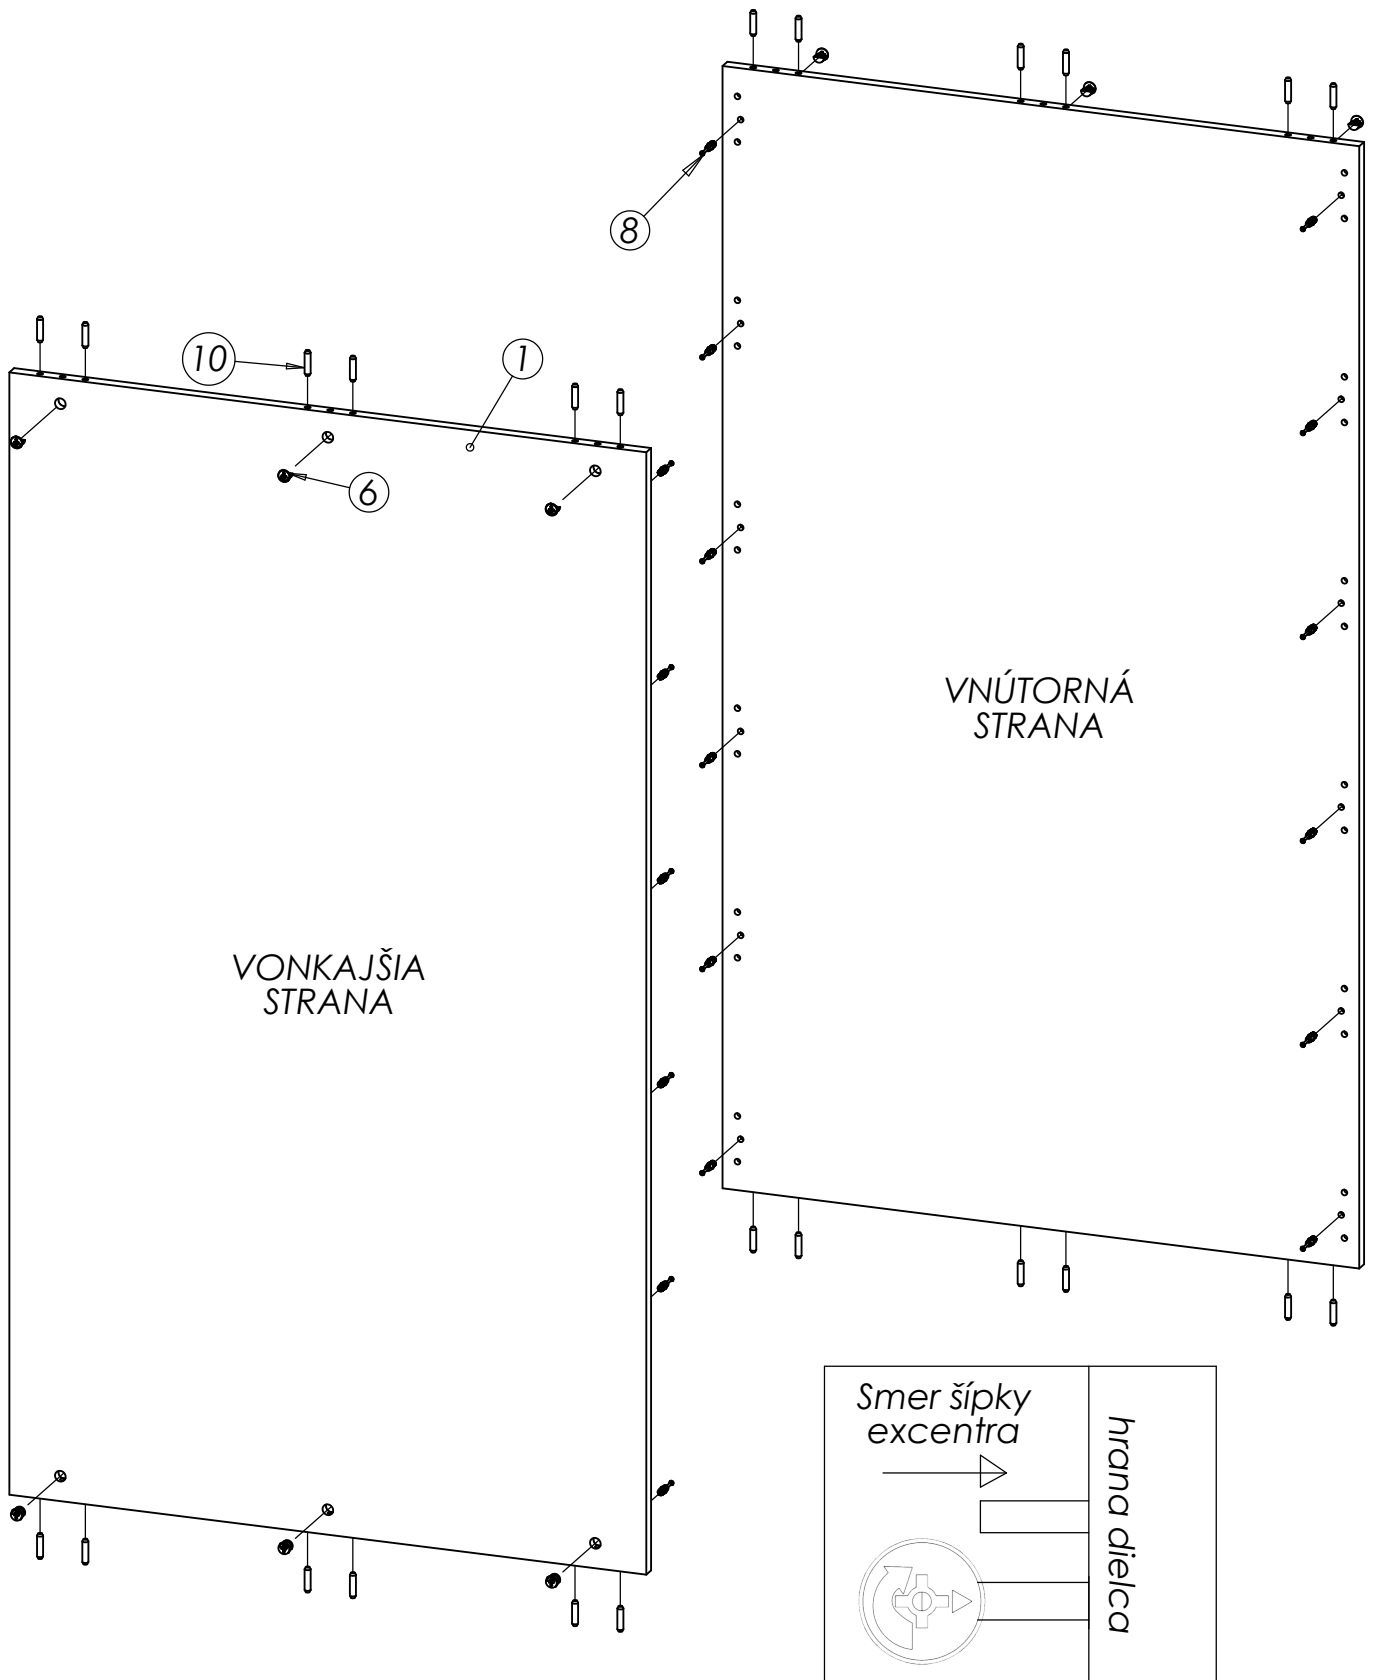 8
10
1
6
VNÚTORNÁ
STRANA
VONKAJŠIA
STRANA
Smer šípky
excentra
hrana dielca